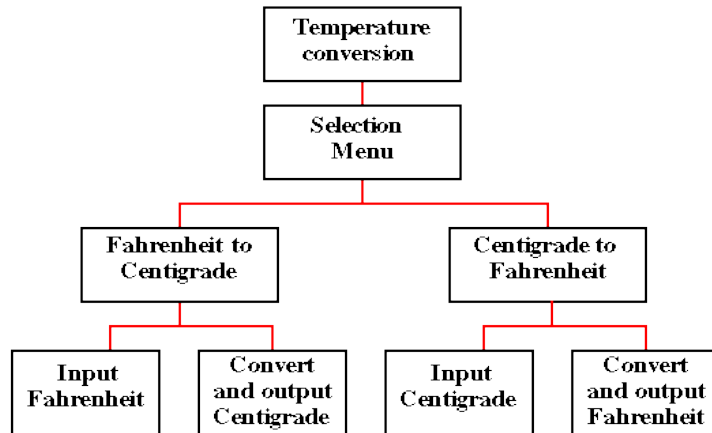 Temperature
conversion
Selection
Menu
Fahrenheit to
Centigrade
Centigrade to
Fahrenheit
Input
Fahrenheit
Convert
and output
Centigrade
Input
Centigrade
Convert
and output
Fahrenheit